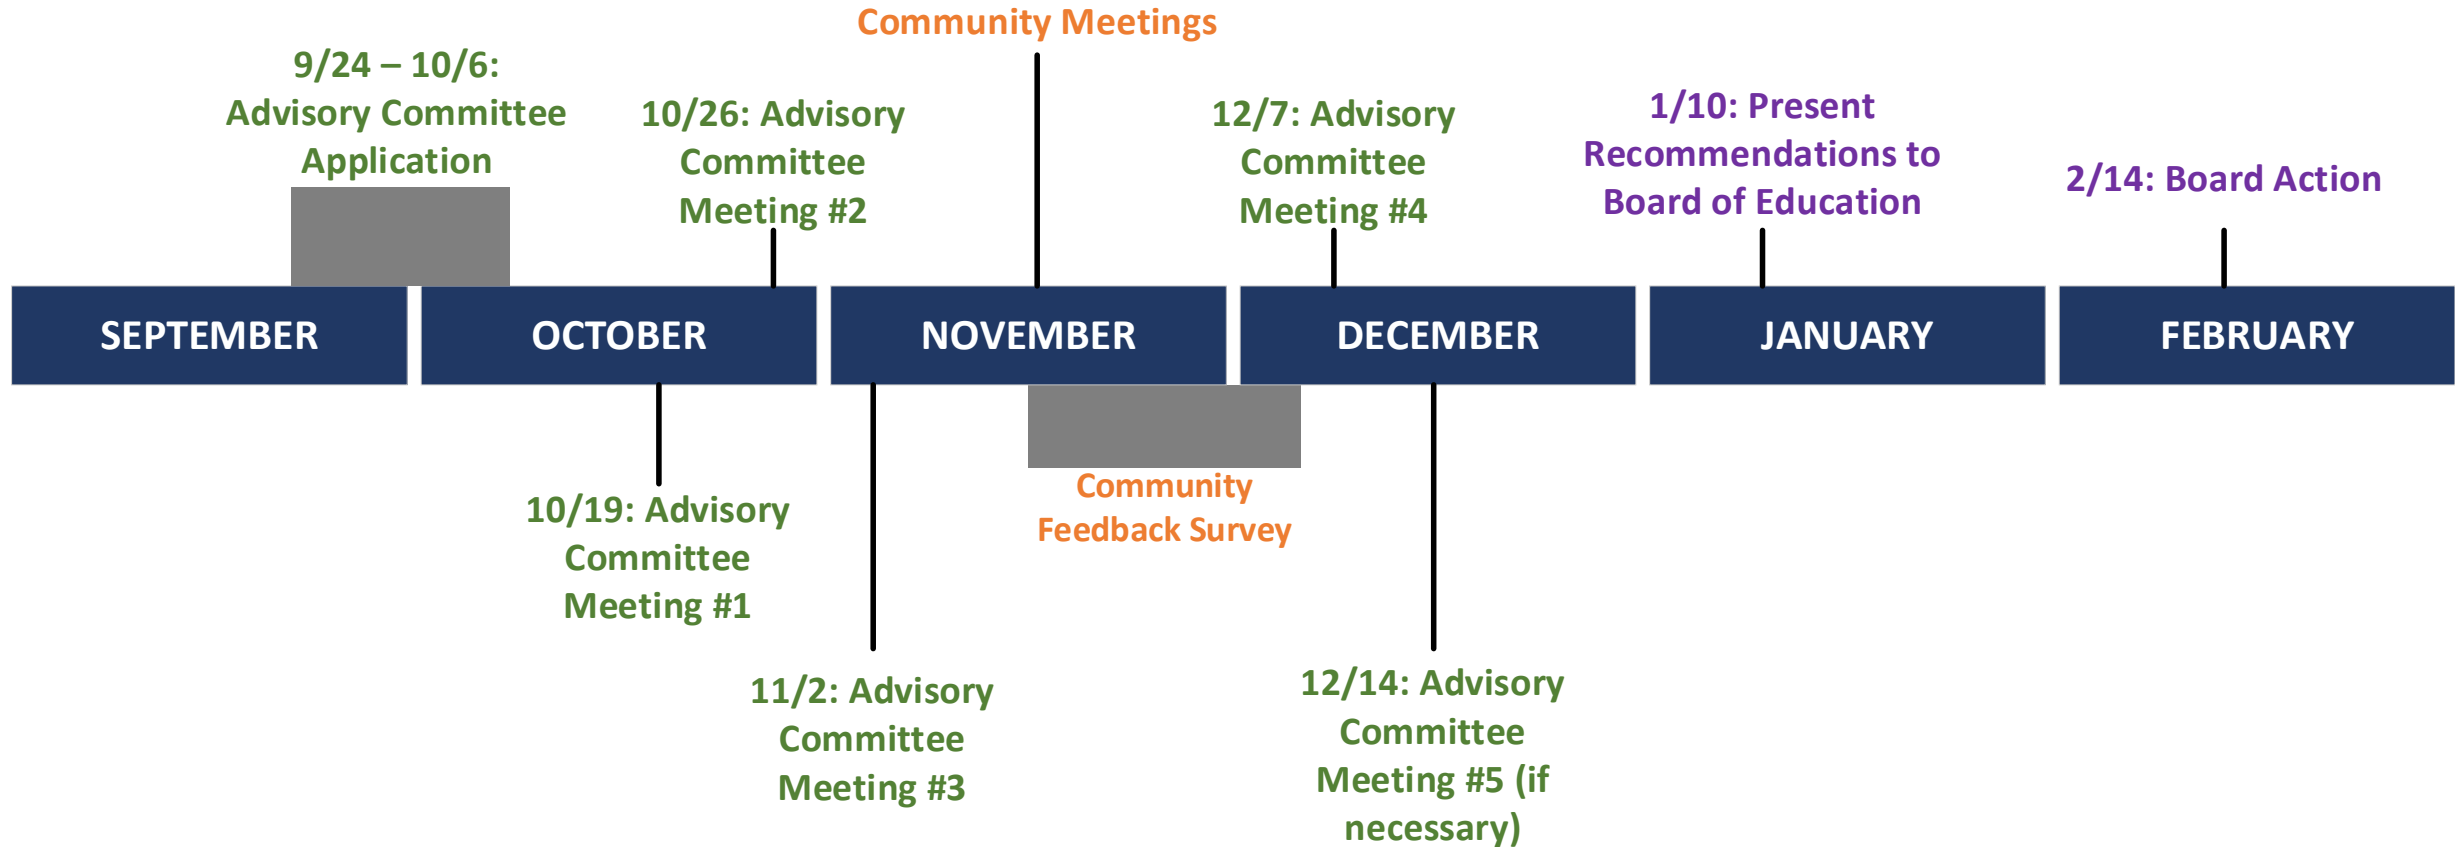 Community Meetings
9/24 – 10/6:
Advisory Committee
Application
10/26: Advisory
Committee
Meeting #2
12/7: Advisory
Committee
Meeting #4
1/10: Present
Recommendations to
Board of Education
2/14: Board Action
SEPTEMBER
OCTOBER
NOVEMBER
DECEMBER
JANUARY
FEBRUARY
10/19: Advisory
Committee
Meeting #1
Community
Feedback Survey
11/2: Advisory
Committee
Meeting #3
12/14: Advisory
Committee
Meeting #5 (if
necessary)